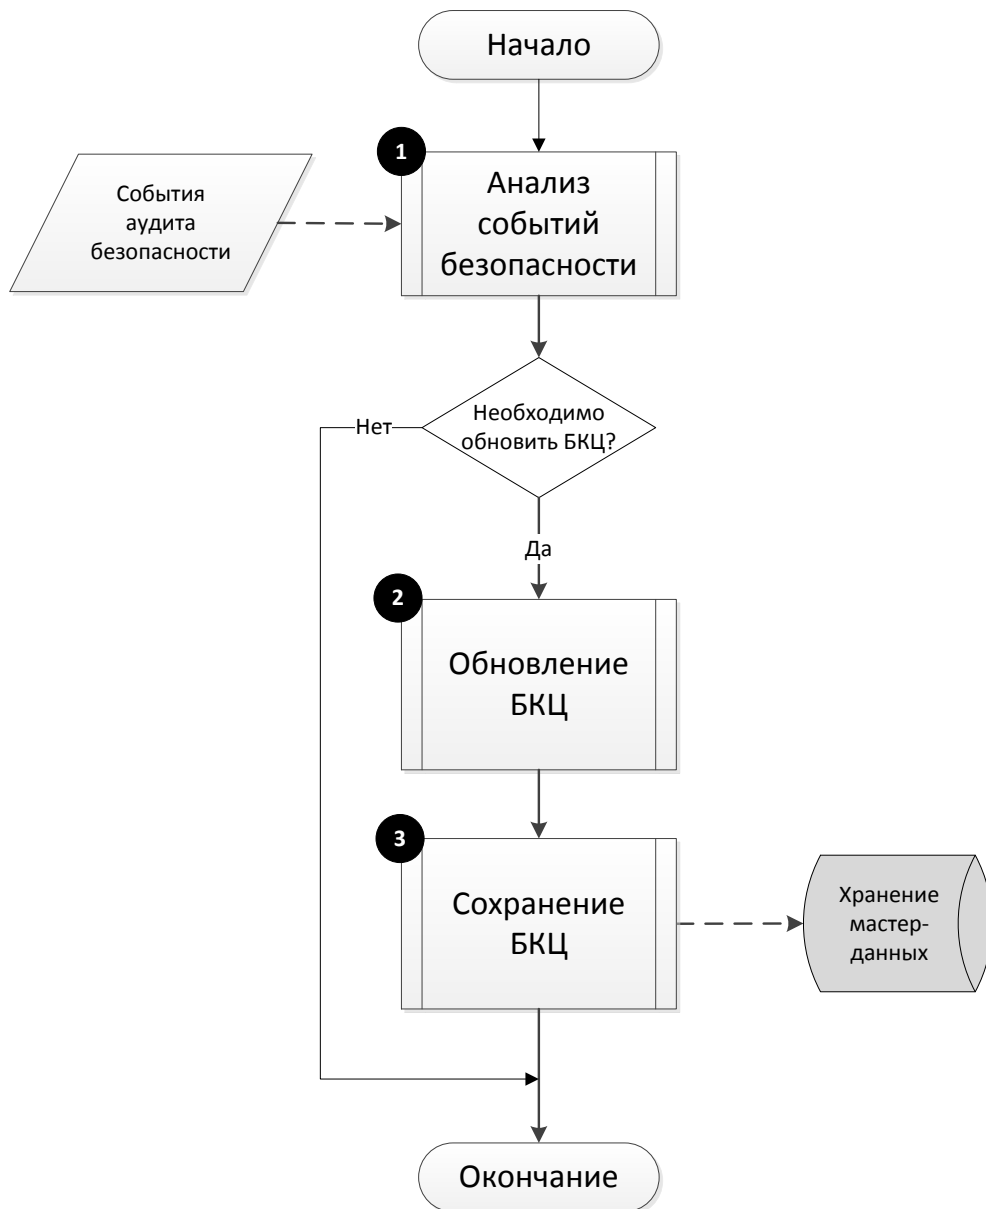 Начало
1
Анализ
событий
безопасности
События
аудита
безопасности
Необходимо
обновить БКЦ?
Нет
Да
2
Обновление
БКЦ
3
Сохранение
БКЦ
Хранение
мастер-
данных
Окончание